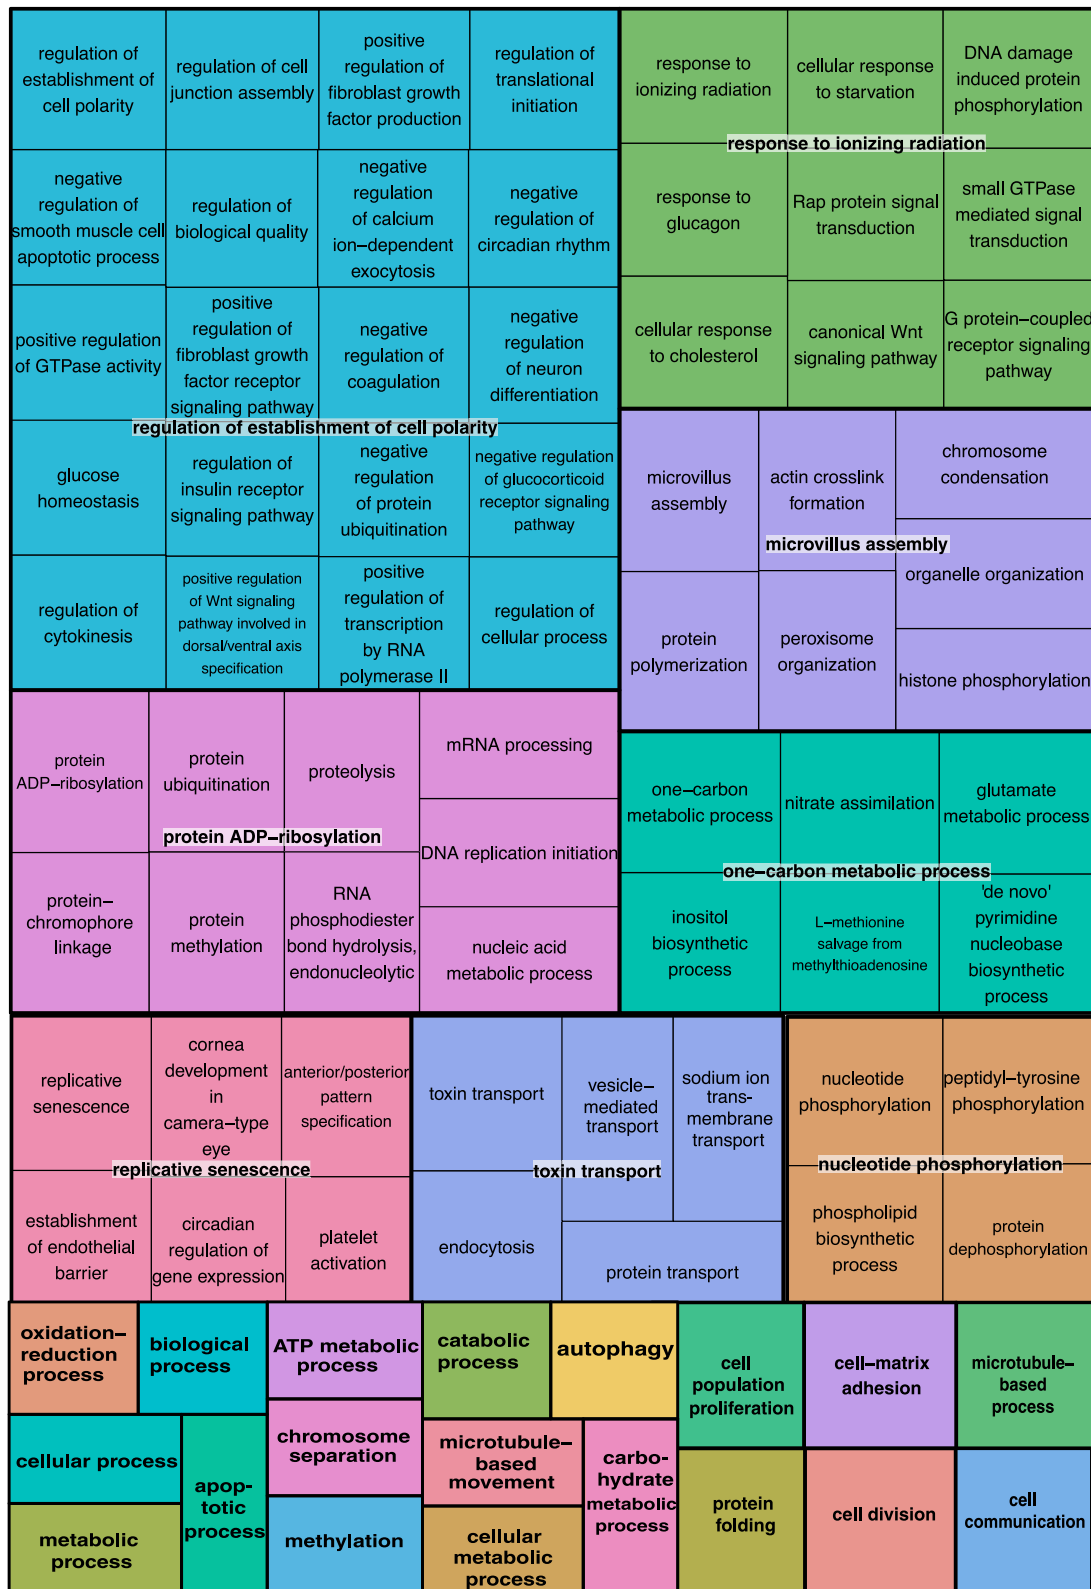 regulation of
establishment of
cell polarity
regulation of cell
junction assembly
positive
regulation of
fibroblast growth
factor production
regulation of
translational
initiation
negative
regulation of
smooth muscle cell
apoptotic process
regulation of
biological quality
negative
regulation
of calcium
ion–dependent
exocytosis
negative
regulation of
circadian rhythm
positive regulation
of GTPase activity
positive
regulation of
fibroblast growth
factor receptor
signaling pathway
negative
regulation of
coagulation
negative
regulation
of neuron
differentiation
regulation of establishment of cell polarity
glucose
homeostasis
regulation of
insulin receptor
signaling pathway
negative
regulation
of protein
ubiquitination
negative regulation
of glucocorticoid
receptor signaling
pathway
regulation of
cytokinesis
positive regulation
of Wnt signaling
pathway involved in
dorsal/ventral axis
specification
positive
regulation of
transcription
by RNA
polymerase II
regulation of
cellular process
response to
ionizing radiation
cellular response
to starvation
DNA damage
induced protein
phosphorylation
response to ionizing radiation
response to
glucagon
Rap protein signal
transduction
small GTPase
mediated signal
transduction
cellular response
to cholesterol
canonical Wnt
signaling pathway
G protein–coupled
receptor signaling
pathway
microvillus
assembly
actin crosslink
formation
chromosome
condensation
microvillus assembly
organelle organization
protein
polymerization
peroxisome
organization
histone phosphorylation
protein
ADP–ribosylation
protein
ubiquitination
proteolysis
mRNA processing
protein ADP–ribosylation
DNA replication initiation
protein–
chromophore
linkage
protein
methylation
RNA
phosphodiester
bond hydrolysis,
endonucleolytic
nucleic acid
metabolic process
one–carbon
metabolic process
nitrate assimilation
glutamate
metabolic process
one–carbon metabolic process
inositol
biosynthetic
process
L–methionine
salvage from
methylthioadenosine
'de novo'
pyrimidine
nucleobase
biosynthetic
process
replicative
senescence
cornea
development
in
camera–type
eye
anterior/posterior
pattern
specification
replicative senescence
establishment
of endothelial
barrier
circadian
regulation of
gene expression
platelet
activation
toxin transport
vesicle–
mediated
transport
sodium ion
trans-
membrane
transport
toxin transport
endocytosis
protein transport
nucleotide
phosphorylation
peptidyl–tyrosine
phosphorylation
nucleotide phosphorylation
phospholipid
biosynthetic
process
protein
dephosphorylation
oxidation–
reduction
process
biological
process
ATP metabolic
process
catabolic
process
autophagy
cell
population
proliferation
cell–matrix
adhesion
microtubule–
based
process
cellular process
apop-
totic
process
chromosome
separation
microtubule–
based
movement
carbo-
hydrate
metabolic
process
metabolic
process
methylation
cellular
metabolic
process
protein
folding
cell division
cell
communication